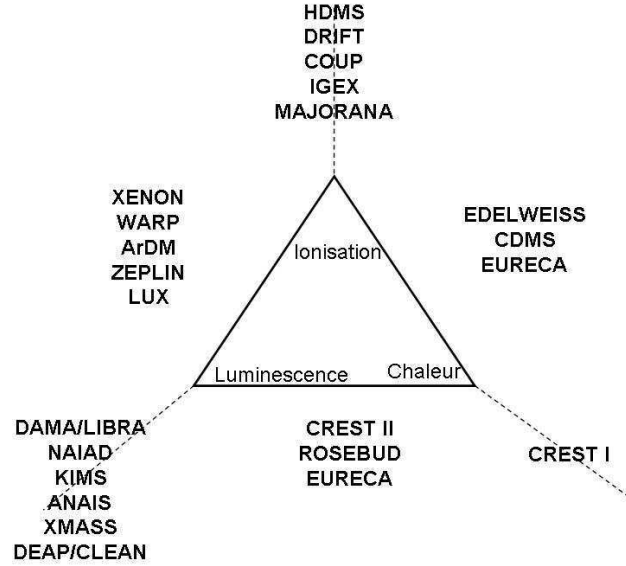 HDMS
DRIFT
COUP
IGEX
MAJORANA
XENON
WARP
ArDM
ZEPLIN
LUX
EDELWEISS
CDMS
EURECA
Ionisation
Luminescence
Chaleur
DAMA/LIBRA
NAIAD
KIMS
ANAIS
XMASS
DEAP/CLEAN
CREST II
ROSEBUD
EURECA
CREST I